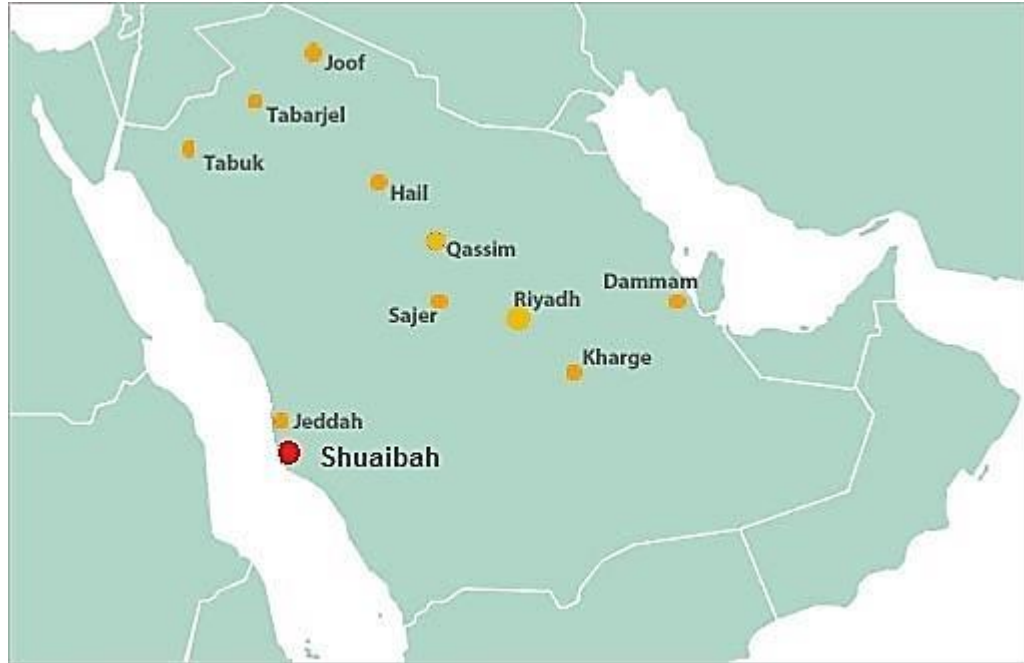 Joof
Tabarjel
Tabuk
Hail
Qassim
Dammam
Riyadh
Sajer
Kharge
Jeddah
Shuaibah